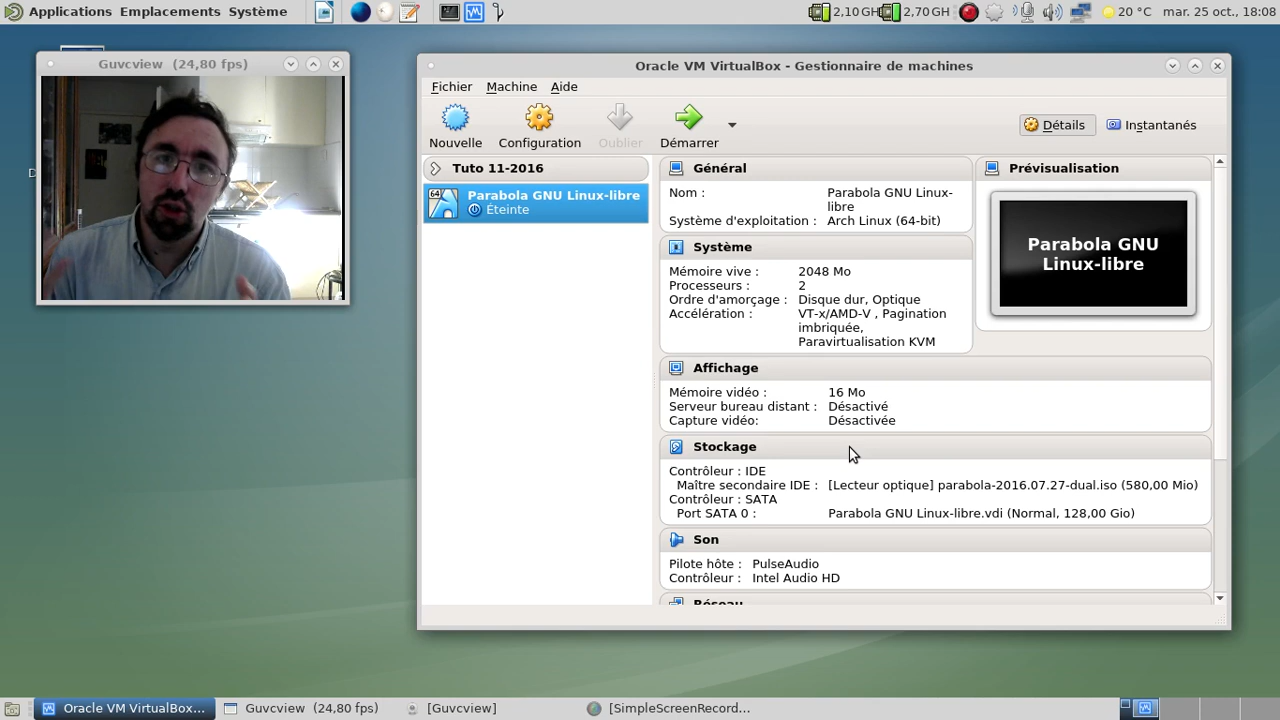 Applications Emplacements Système
2,10 GH 2,70 GH 20 °C mar. 25 oct., 18:08
Guvcview (24,80 fps)
Oracle VM VirtualBox - Gestionnaire de machines
Fichier Machine Aide
Nouvelle Configuration Oublier Démarrer Détails Instantanés
Tuto 11-2016
64 Parabola GNU Linux-libre
Éteinte
Général
Nom : Parabola GNU Linux-
libre
Système d'exploitation : Arch Linux (64-bit)
Prévisualisation
Parabola GNU
Linux-libre
Système
Mémoire vive : 2048 Mo
Processeurs : 2
Ordre d'amorçage : Disque dur, Optique
Accélération : VT-x/AMD-V , Pagination
imbriquée,
Paravirtualisation KVM
Affichage
Mémoire vidéo : 16 Mo
Serveur bureau distant : Désactivé
Capture vidéo: Désactivée
Stockage
Contrôleur : IDE
Maître secondaire IDE : [Lecteur optique] parabola-2016.07.27-dual.iso (580,00 Mio)
Contrôleur : SATA
Port SATA 0 : Parabola GNU Linux-libre.vdi (Normal, 128,00 Gio)
Son
Pilote hôte : PulseAudio
Contrôleur : Intel Audio HD
Réseau
Oracle VM VirtualBox... Guvcview (24,80 fps) [Guvcview] [SimpleScreenRecord...